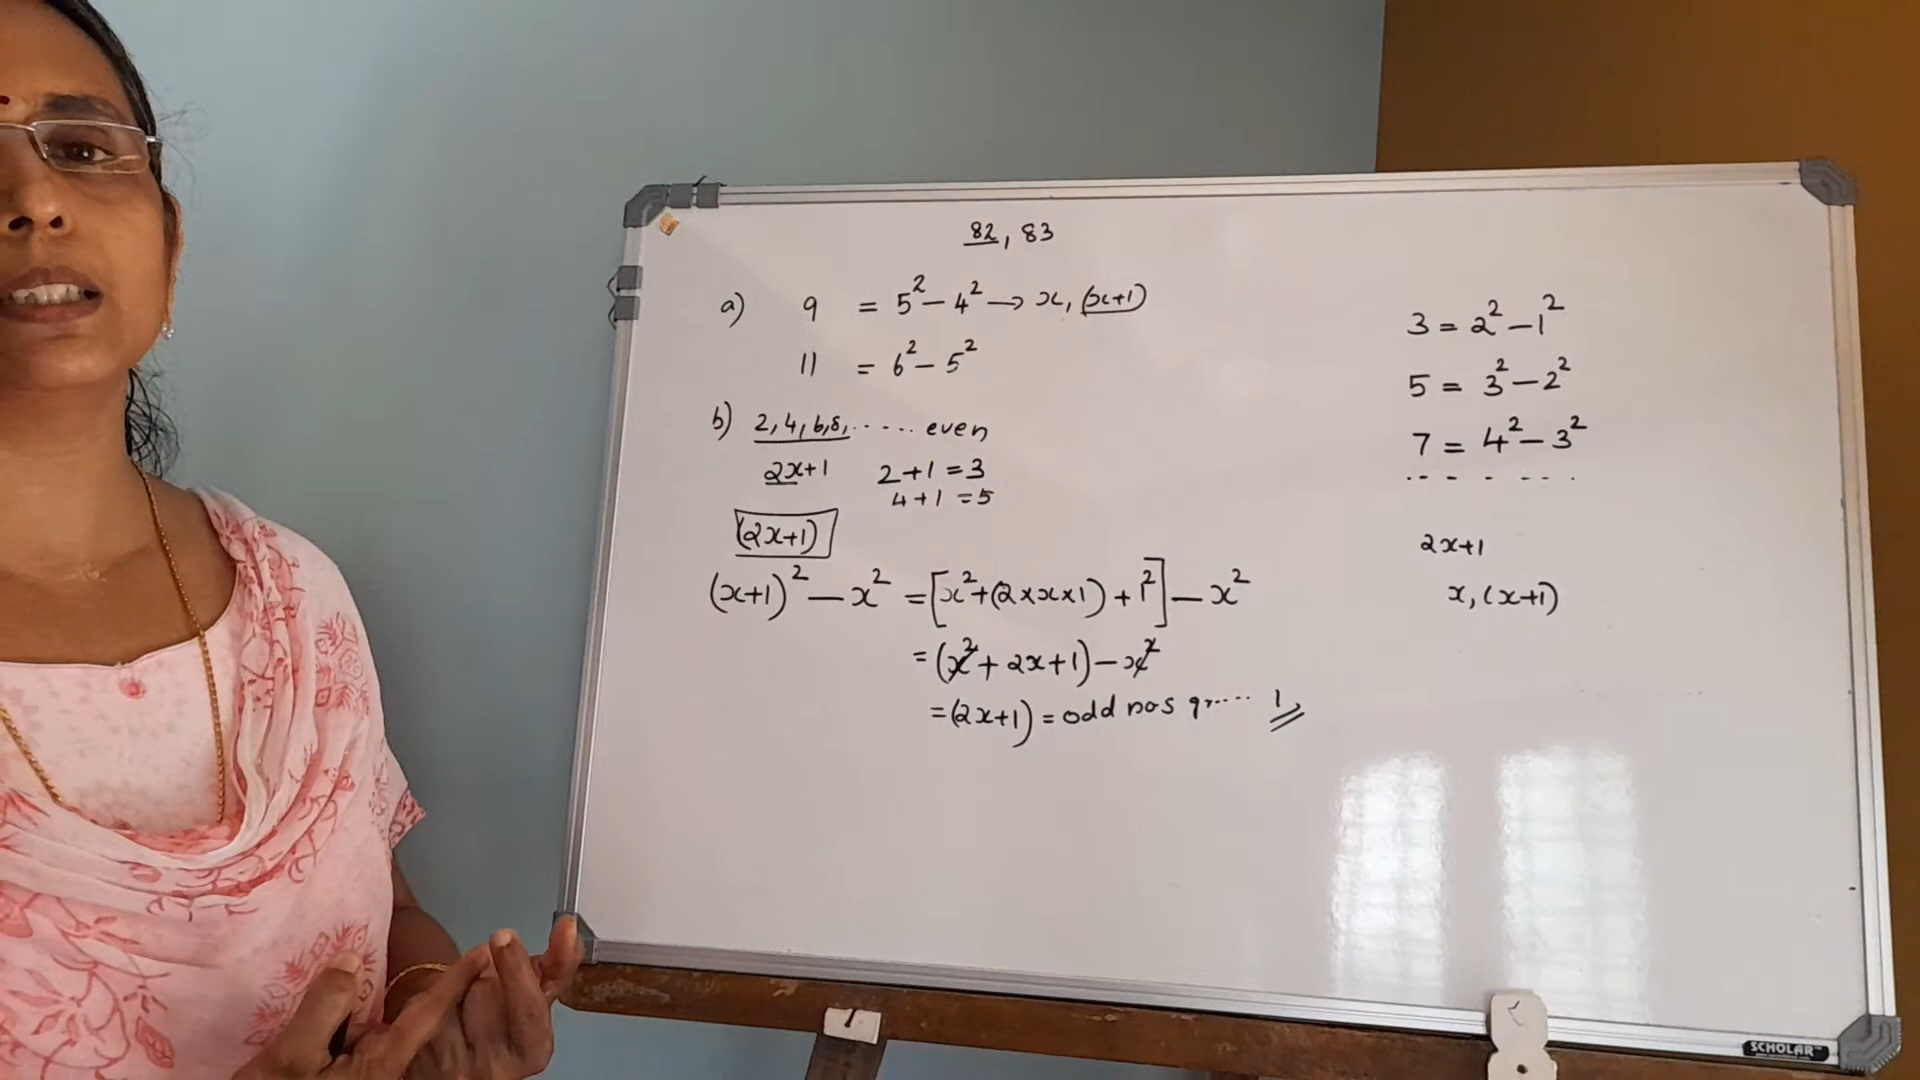 82, 83
a) 9 = 5² – 4² → x, (x+1)
11 = 6² – 5²
b) 2, 4, 6, 8, ...... even
2x+1 2+1 = 3
4+1 = 5
(2x+1)
(x+1)² – x² = [x² + (2×x×1) + 1²] – x²
= (x² + 2x + 1) – x²
= (2x+1) = odd nos gr.... 1
3 = 2² – 1²
5 = 3² – 2²
7 = 4² – 3²
.......
2x+1
x, (x+1)
SCHOLAR